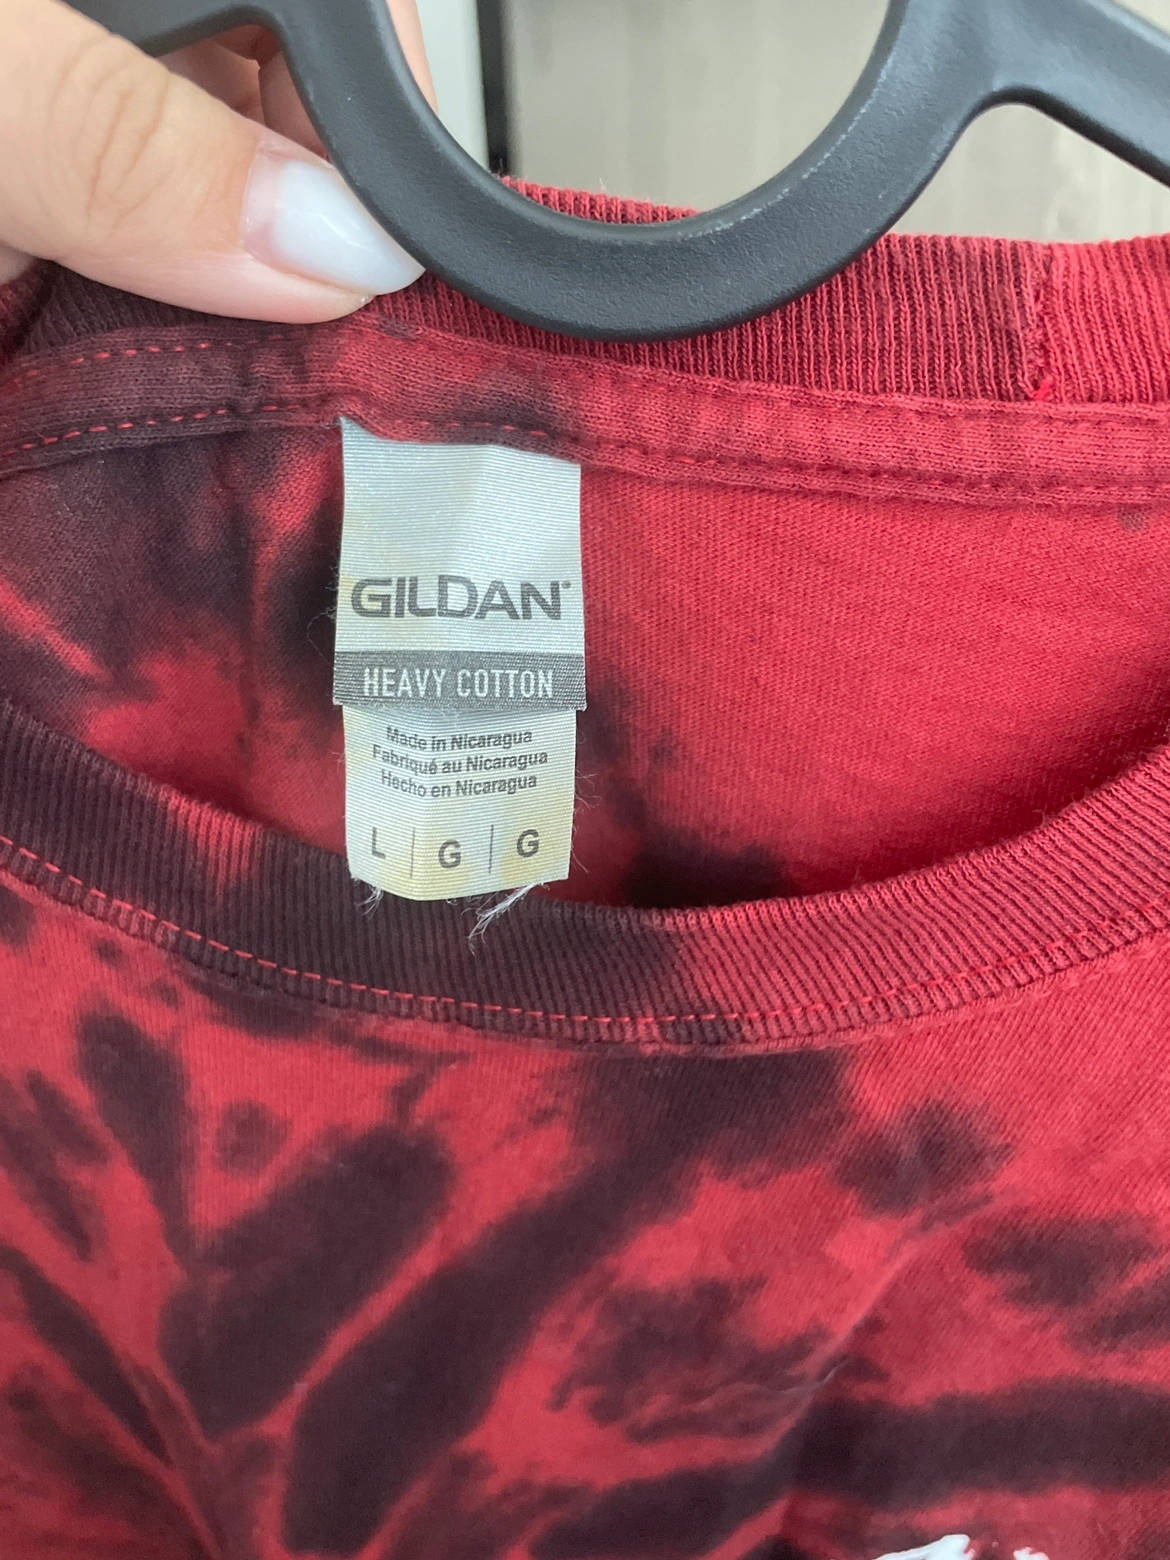 GILDAN
HEAVY COTTON
Made in Nicaragua
Fabriqué au Nicaragua
Hecho en Nicaragua
L | G | G